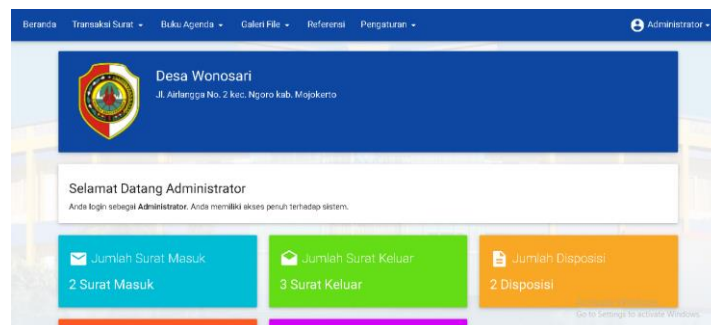 Beranda Transaksi Surat Buku Agenda Galeri File Referensi Pengaturan Administrator
Desa Wonosari
Jl. Airlangga No. 2 kec. Ngoro kab. Mojokerto
Selamat Datang Administrator
Anda login sebagai Administrator. Anda memiliki akses penuh terhadap sistem.
Jumlah Surat Masuk
2 Surat Masuk
Jumlah Surat Keluar
3 Surat Keluar
Jumlah Disposisi
2 Disposisi
Go to Settings to activate Windows.